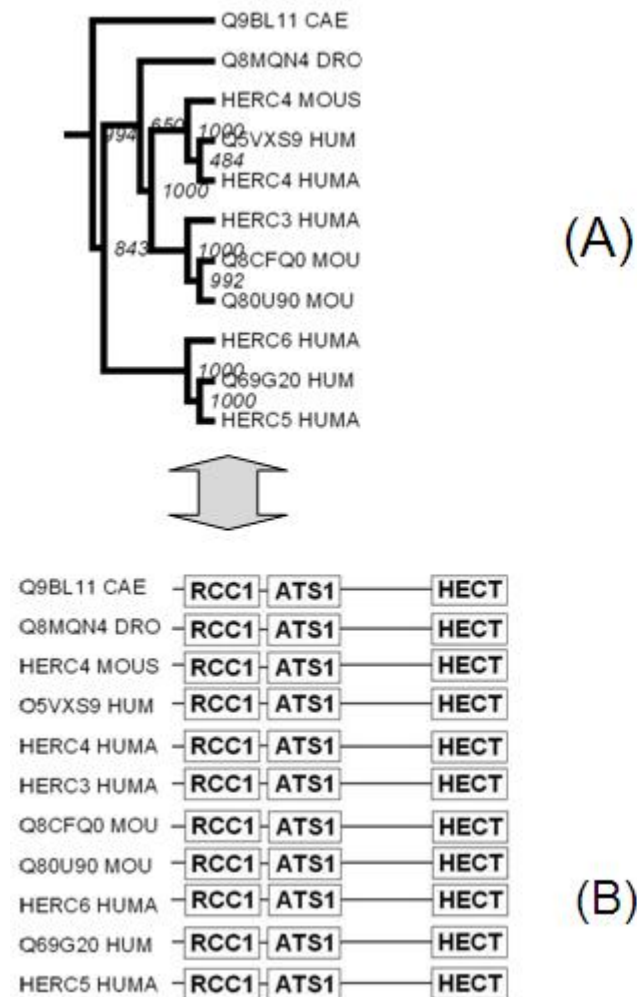 Q9BL11 CAE
Q8MQN4 DRO
HERC4 MOUS
994 650 1000
Q5VXS9 HUM
484
HERC4 HUMA
1000
HERC3 HUMA
843 1000
Q8CFQ0 MOU
992
Q80U90 MOU
HERC6 HUMA
1000
Q69G20 HUM
1000
HERC5 HUMA
(A)
Q9BL11 CAE RCC1 ATS1 HECT
Q8MQN4 DRO RCC1 ATS1 HECT
HERC4 MOUS RCC1 ATS1 HECT
O5VXS9 HUM RCC1 ATS1 HECT
HERC4 HUMA RCC1 ATS1 HECT
HERC3 HUMA RCC1 ATS1 HECT
Q8CFQ0 MOU RCC1 ATS1 HECT
Q80U90 MOU RCC1 ATS1 HECT
HERC6 HUMA RCC1 ATS1 HECT
Q69G20 HUM RCC1 ATS1 HECT
HERC5 HUMA RCC1 ATS1 HECT
(B)